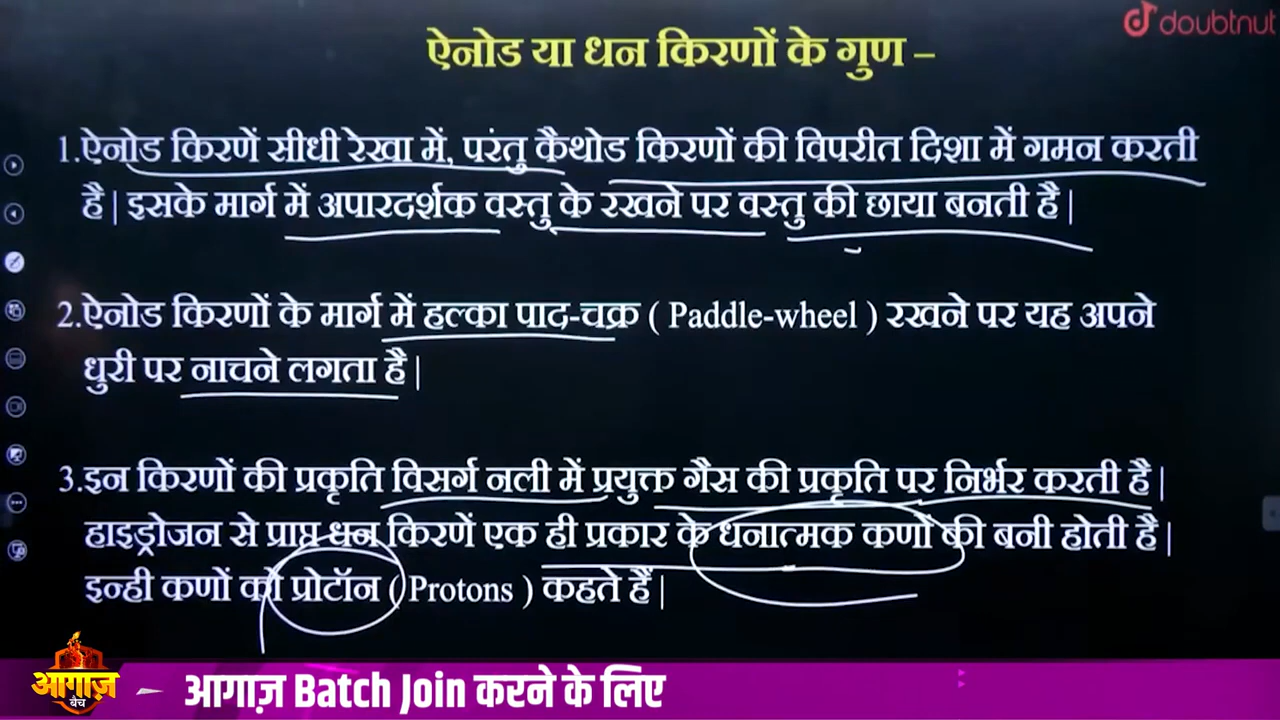 doubtnut
ऐनोड या धन किरणों के गुण –
1.ऐनोड किरणें सीधी रेखा में, परंतु कैथोड किरणों की विपरीत दिशा में गमन करती
है | इसके मार्ग में अपारदर्शक वस्तु के रखने पर वस्तु की छाया बनती है |
2.ऐनोड किरणों के मार्ग में हल्का पाद-चक्र ( Paddle-wheel ) रखने पर यह अपने
धुरी पर नाचने लगता है |
3.इन किरणों की प्रकृति विसर्ग नली में प्रयुक्त गैस की प्रकृति पर निर्भर करती है |
हाइड्रोजन से प्राप्त धन किरणें एक ही प्रकार के धनात्मक कणों की बनी होती है |
इन्ही कणों को प्रोटॉन ( Protons ) कहते हैं |
आगाज़ बैच
आगाज़ Batch Join करने के लिए